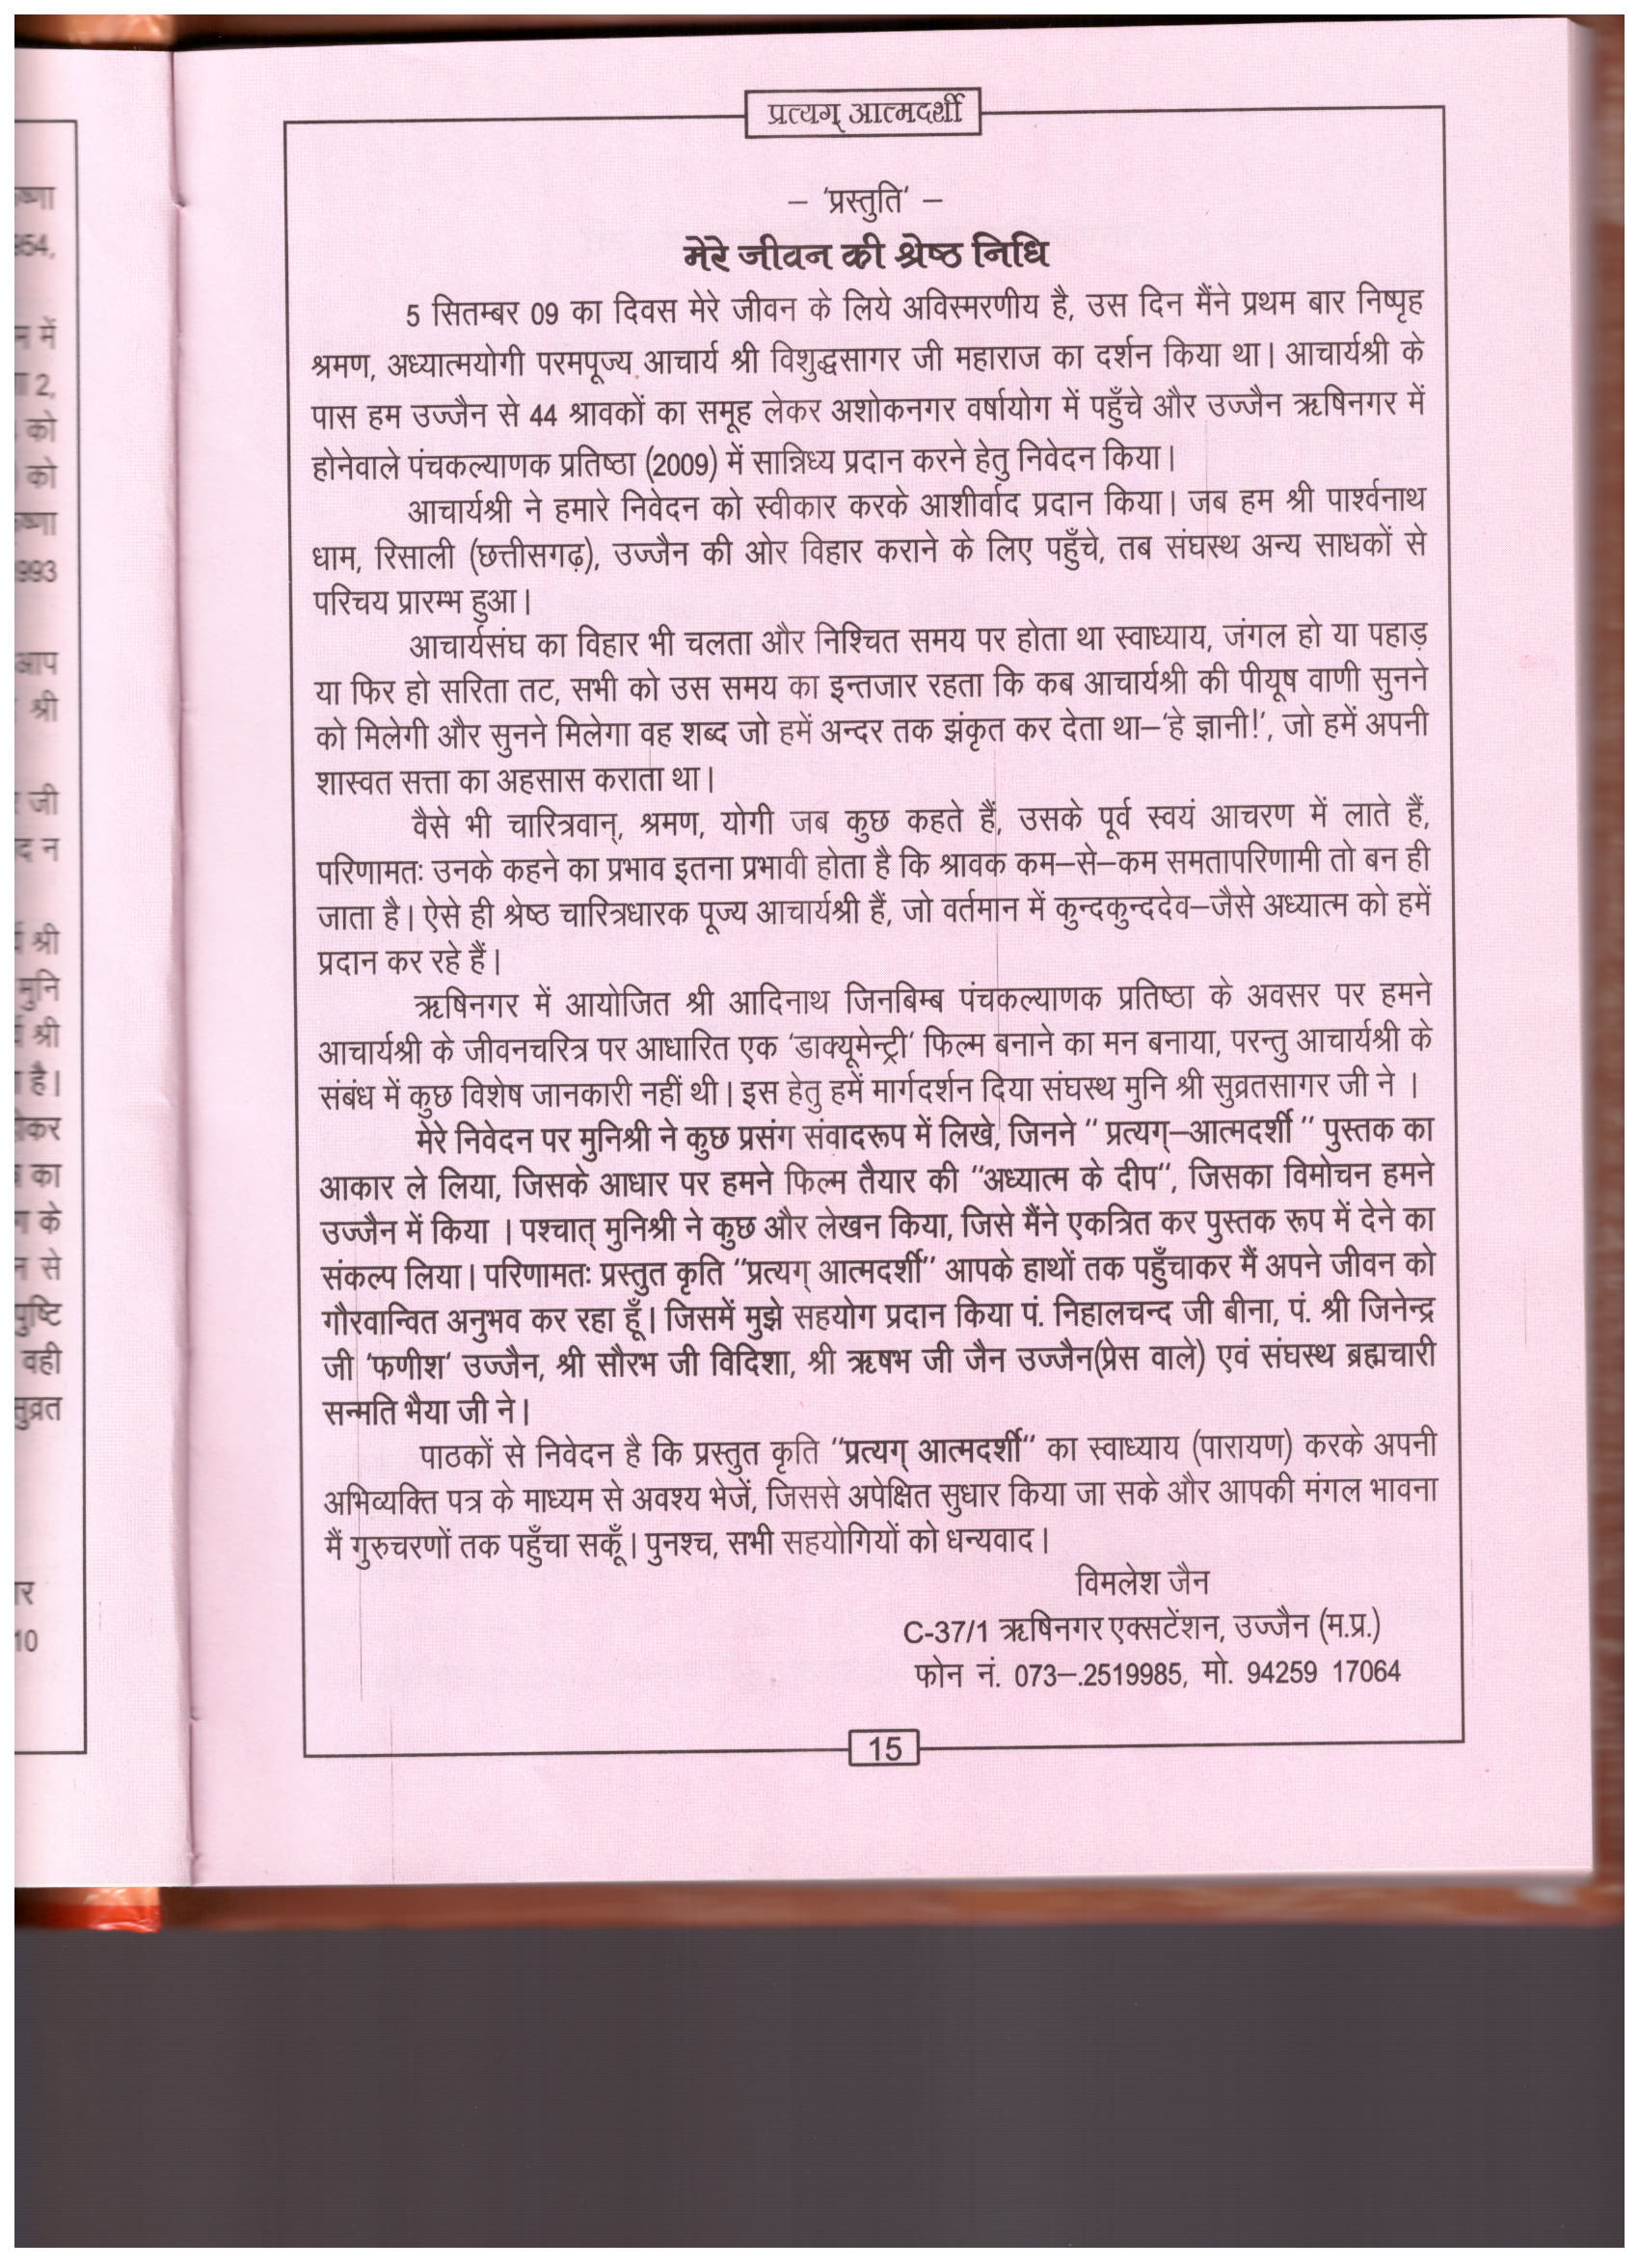 प्रत्यग् आत्मदर्शी
– ‘प्रस्तुति’ –
मेरे जीवन की श्रेष्ठ निधि
5 सितम्बर 09 का दिवस मेरे जीवन के लिये अविस्मरणीय है, उस दिन मैंने प्रथम बार निष्पृह
श्रमण, अध्यात्मयोगी परमपूज्य आचार्य श्री विशुद्धसागर जी महाराज का दर्शन किया था। आचार्यश्री के
पास हम उज्जैन से 44 श्रावकों का समूह लेकर अशोकनगर वर्षायोग में पहुँचे और उज्जैन ऋषिनगर में
होनेवाले पंचकल्याणक प्रतिष्ठा (2009) में सान्निध्य प्रदान करने हेतु निवेदन किया।
आचार्यश्री ने हमारे निवेदन को स्वीकार करके आशीर्वाद प्रदान किया। जब हम श्री पार्श्वनाथ
धाम, रिसाली (छत्तीसगढ़), उज्जैन की ओर विहार कराने के लिए पहुँचे, तब संघस्थ अन्य साधकों से
परिचय प्रारम्भ हुआ।
आचार्यसंघ का विहार भी चलता और निश्चित समय पर होता था स्वाध्याय, जंगल हो या पहाड़
या फिर हो सरिता तट, सभी को उस समय का इन्तजार रहता कि कब आचार्यश्री की पीयूष वाणी सुनने
को मिलेगी और सुनने मिलेगा वह शब्द जो हमें अन्दर तक झंकृत कर देता था–‘हे ज्ञानी!’, जो हमें अपनी
शास्वत सत्ता का अहसास कराता था।
वैसे भी चारित्रवान्, श्रमण, योगी जब कुछ कहते हैं, उसके पूर्व स्वयं आचरण में लाते हैं,
परिणामतः उनके कहने का प्रभाव इतना प्रभावी होता है कि श्रावक कम–से–कम समतापरिणामी तो बन ही
जाता है। ऐसे ही श्रेष्ठ चारित्रधारक पूज्य आचार्यश्री हैं, जो वर्तमान में कुन्दकुन्ददेव–जैसे अध्यात्म को हमें
प्रदान कर रहे हैं।
ऋषिनगर में आयोजित श्री आदिनाथ जिनबिम्ब पंचकल्याणक प्रतिष्ठा के अवसर पर हमने
आचार्यश्री के जीवनचरित्र पर आधारित एक ‘डाक्यूमेन्ट्री’ फिल्म बनाने का मन बनाया, परन्तु आचार्यश्री के
संबंध में कुछ विशेष जानकारी नहीं थी। इस हेतु हमें मार्गदर्शन दिया संघस्थ मुनि श्री सुव्रतसागर जी ने ।
मेरे निवेदन पर मुनिश्री ने कुछ प्रसंग संवादरूप में लिखे, जिनने “ प्रत्यग्–आत्मदर्शी ” पुस्तक का
आकार ले लिया, जिसके आधार पर हमने फिल्म तैयार की “अध्यात्म के दीप”, जिसका विमोचन हमने
उज्जैन में किया । पश्चात् मुनिश्री ने कुछ और लेखन किया, जिसे मैंने एकत्रित कर पुस्तक रूप में देने का
संकल्प लिया। परिणामतः प्रस्तुत कृति “प्रत्यग् आत्मदर्शी” आपके हाथों तक पहुँचाकर मैं अपने जीवन को
गौरवान्वित अनुभव कर रहा हूँ। जिसमें मुझे सहयोग प्रदान किया पं. निहालचन्द जी बीना, पं. श्री जिनेन्द्र
जी ‘फणीश’ उज्जैन, श्री सौरभ जी विदिशा, श्री ऋषभ जी जैन उज्जैन(प्रेस वाले) एवं संघस्थ ब्रह्मचारी
सन्मति भैया जी ने।
पाठकों से निवेदन है कि प्रस्तुत कृति “प्रत्यग् आत्मदर्शी” का स्वाध्याय (पारायण) करके अपनी
अभिव्यक्ति पत्र के माध्यम से अवश्य भेजें, जिससे अपेक्षित सुधार किया जा सके और आपकी मंगल भावना
मैं गुरुचरणों तक पहुँचा सकूँ। पुनश्च, सभी सहयोगियों को धन्यवाद।
विमलेश जैन
C-37/1 ऋषिनगर एक्सटेंशन, उज्जैन (म.प्र.)
फोन नं. 073–.2519985, मो. 94259 17064
15